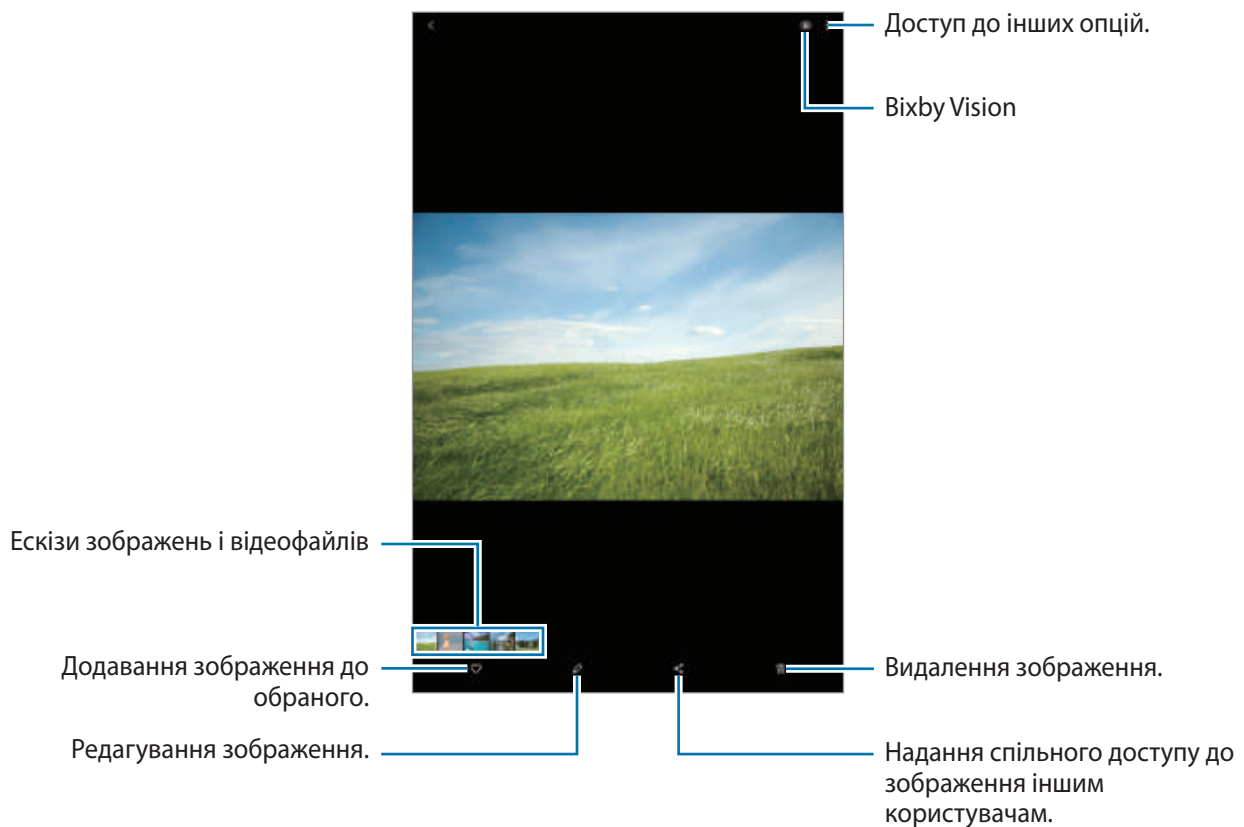 Доступ до інших опцій.
Bixby Vision
Ескізи зображень і відеофайлів
Додавання зображення до
обраного.
Редагування зображення.
Видалення зображення.
Надання спільного доступу до
зображення іншим
користувачам.